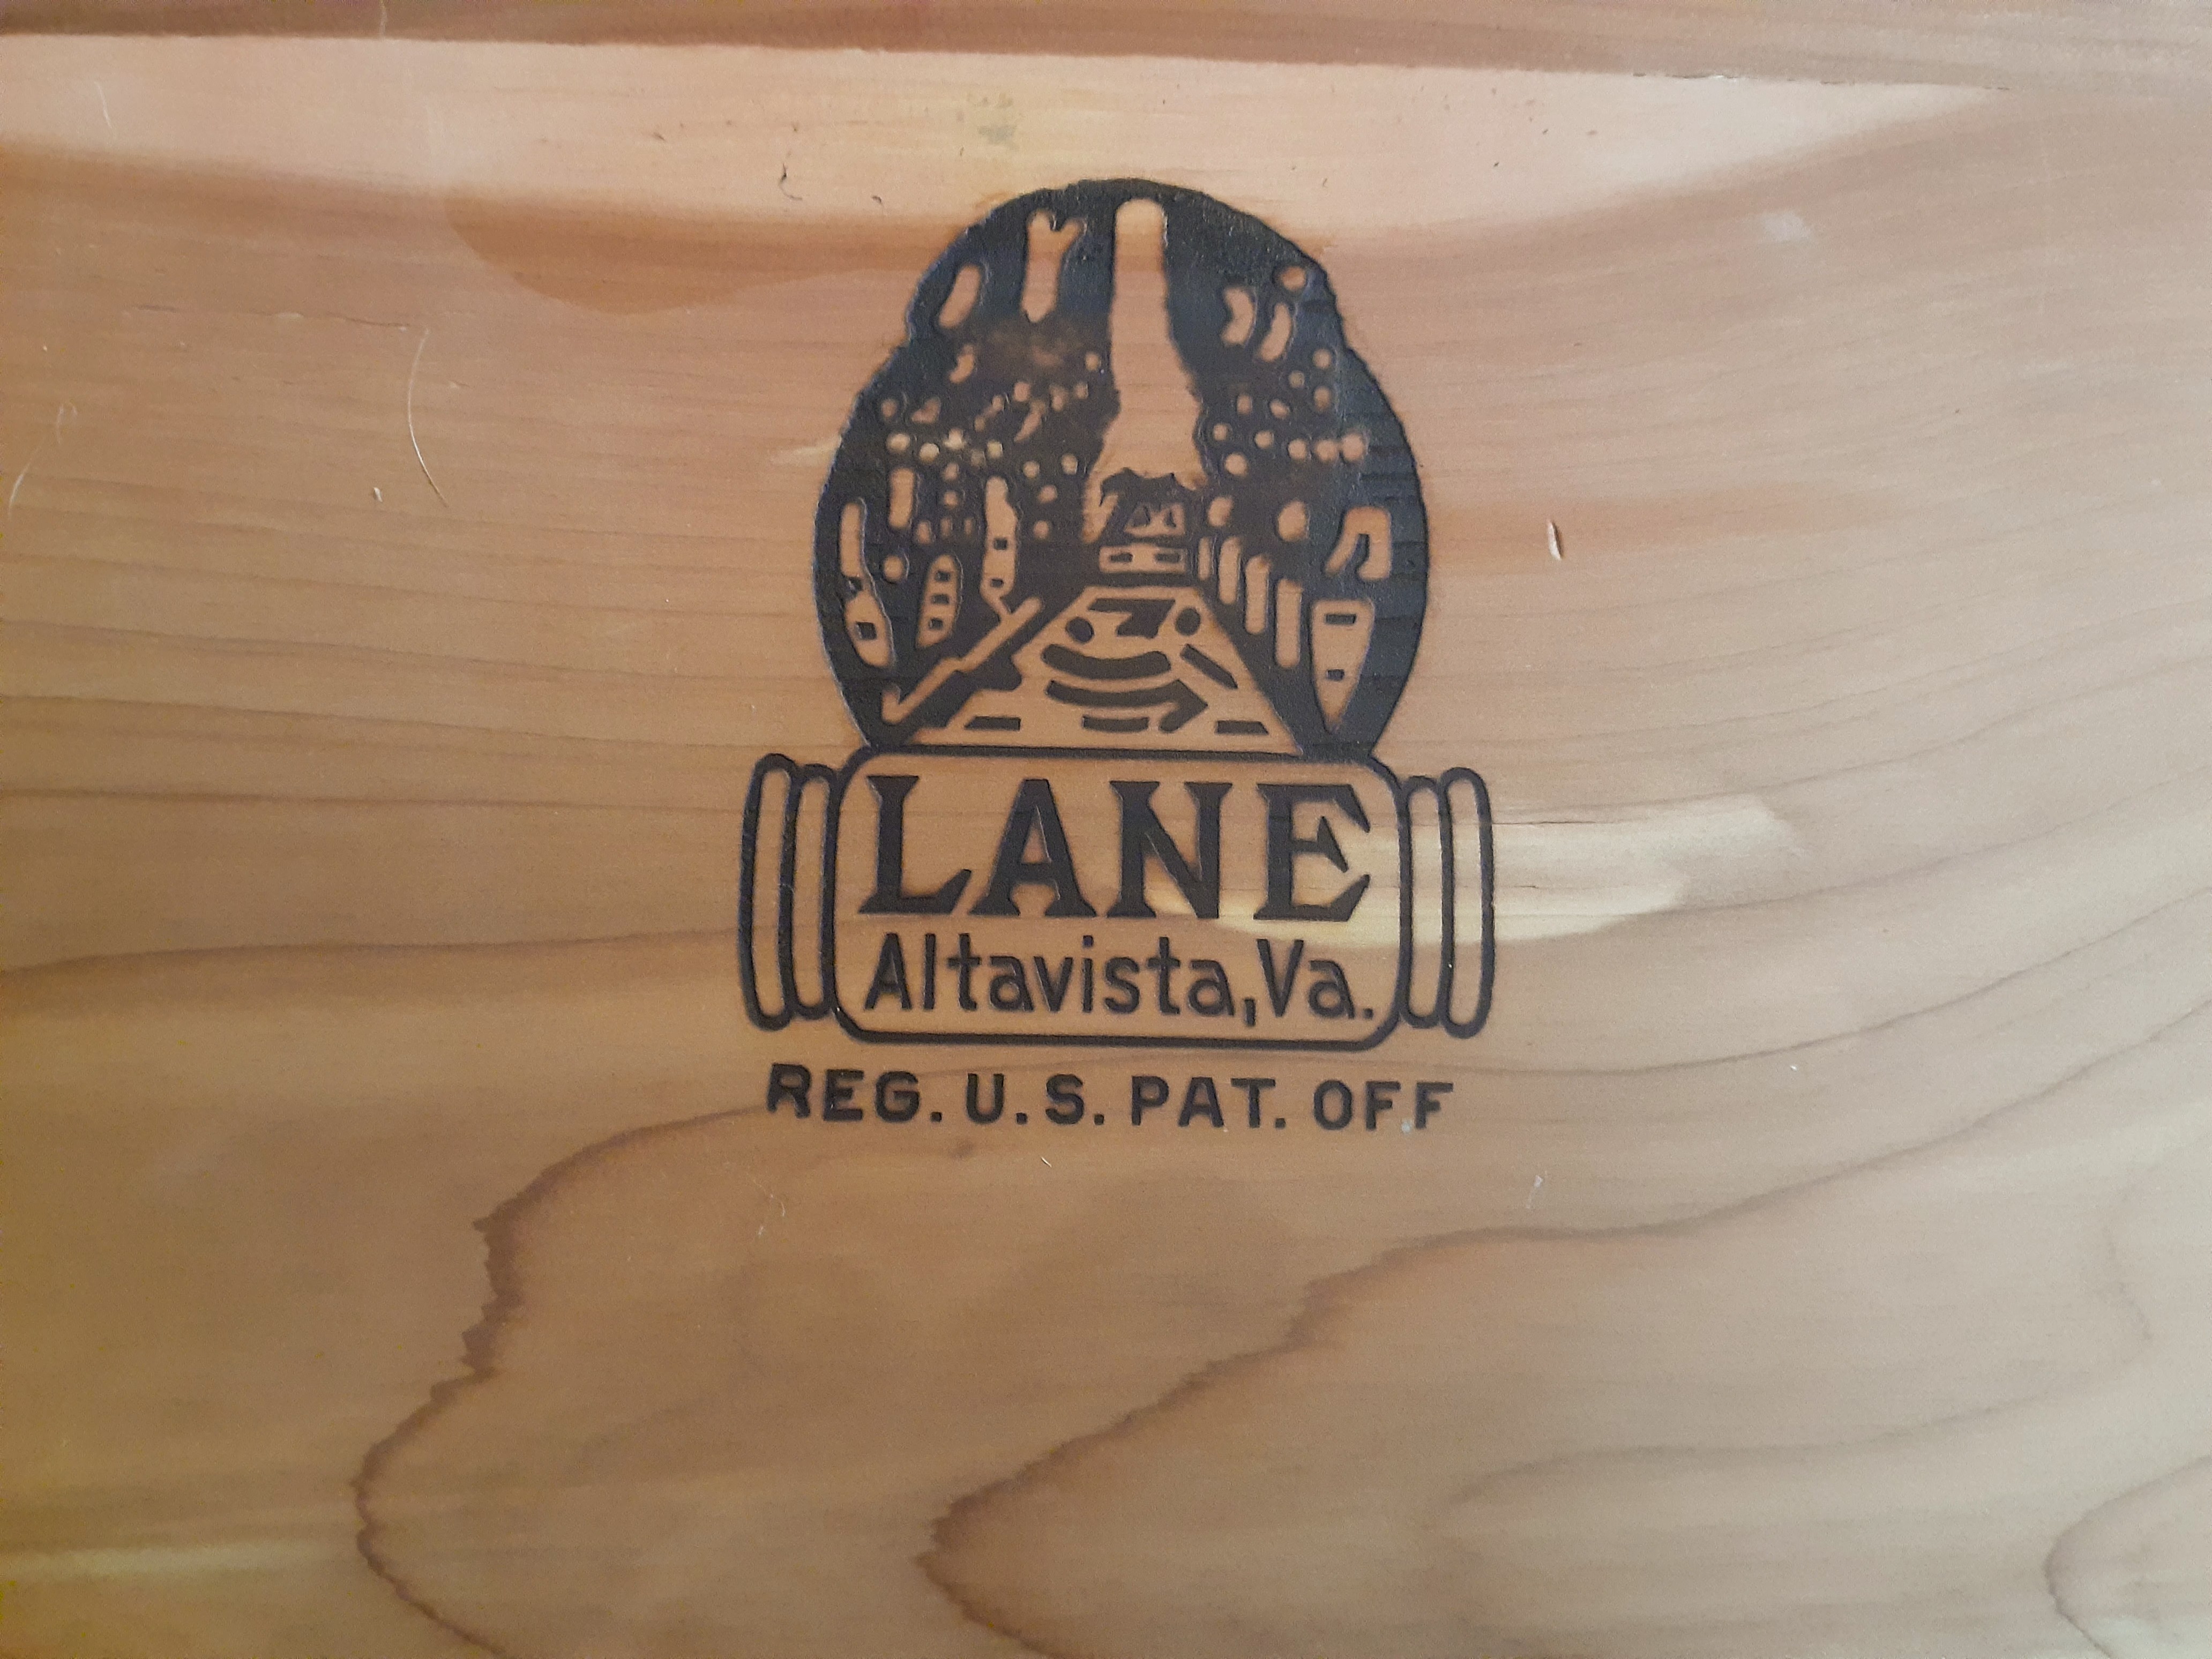 LANE
Altavista, Va.
REG. U.S. PAT. OFF